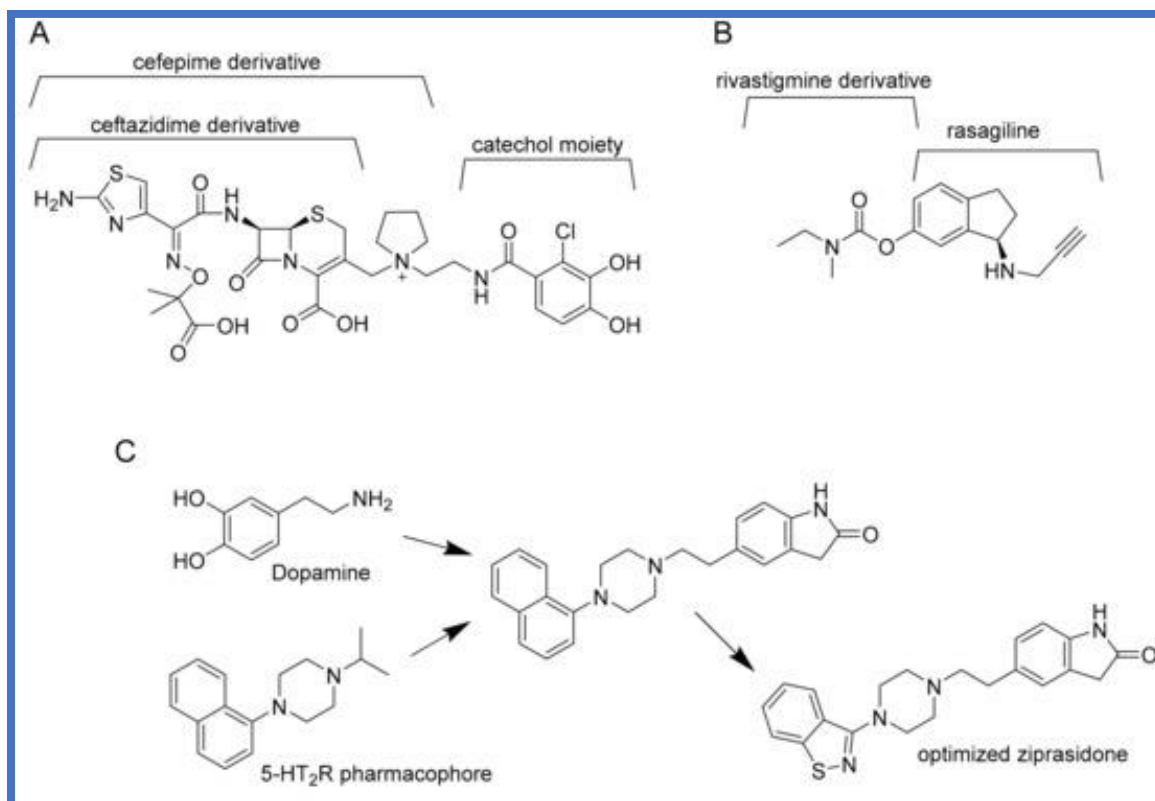 A
cefepime derivative
ceftazidime derivative
catechol moiety
S
H2N
N
O
H
N
S
O
N
N
O
O
OH
O
O
OH
N
+
N
H
O
Cl
OH
OH
B
rivastigmine derivative
rasagiline
O
N
O
HN
C
HO
NH2
HO
Dopamine
N
N
5-HT2R pharmacophore
H
N
O
N
N
H
N
O
N
N
S
N
optimized ziprasidone